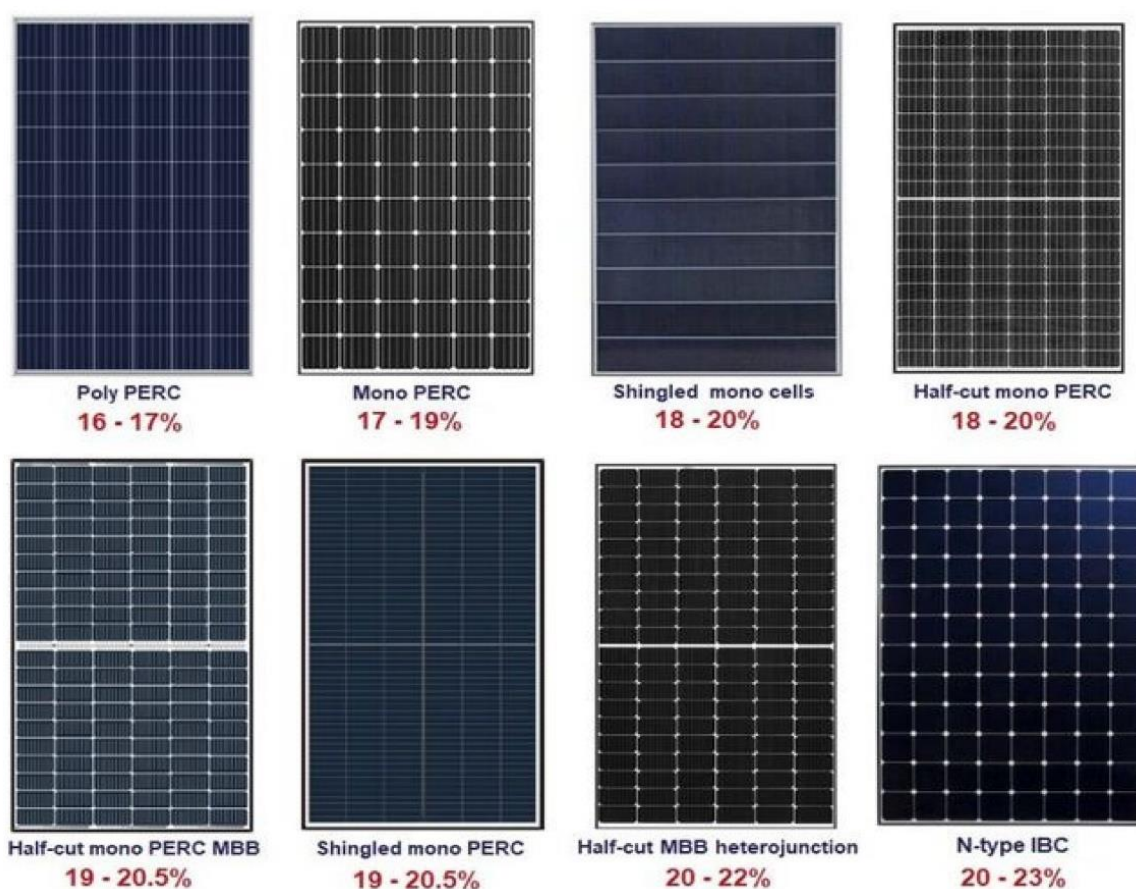 Poly PERC
16 - 17%
Mono PERC
17 - 19%
Shingled mono cells
18 - 20%
Half-cut mono PERC
18 - 20%
Half-cut mono PERC MBB
19 - 20.5%
Shingled mono PERC
19 - 20.5%
Half-cut MBB heterojunction
20 - 22%
N-type IBC
20 - 23%